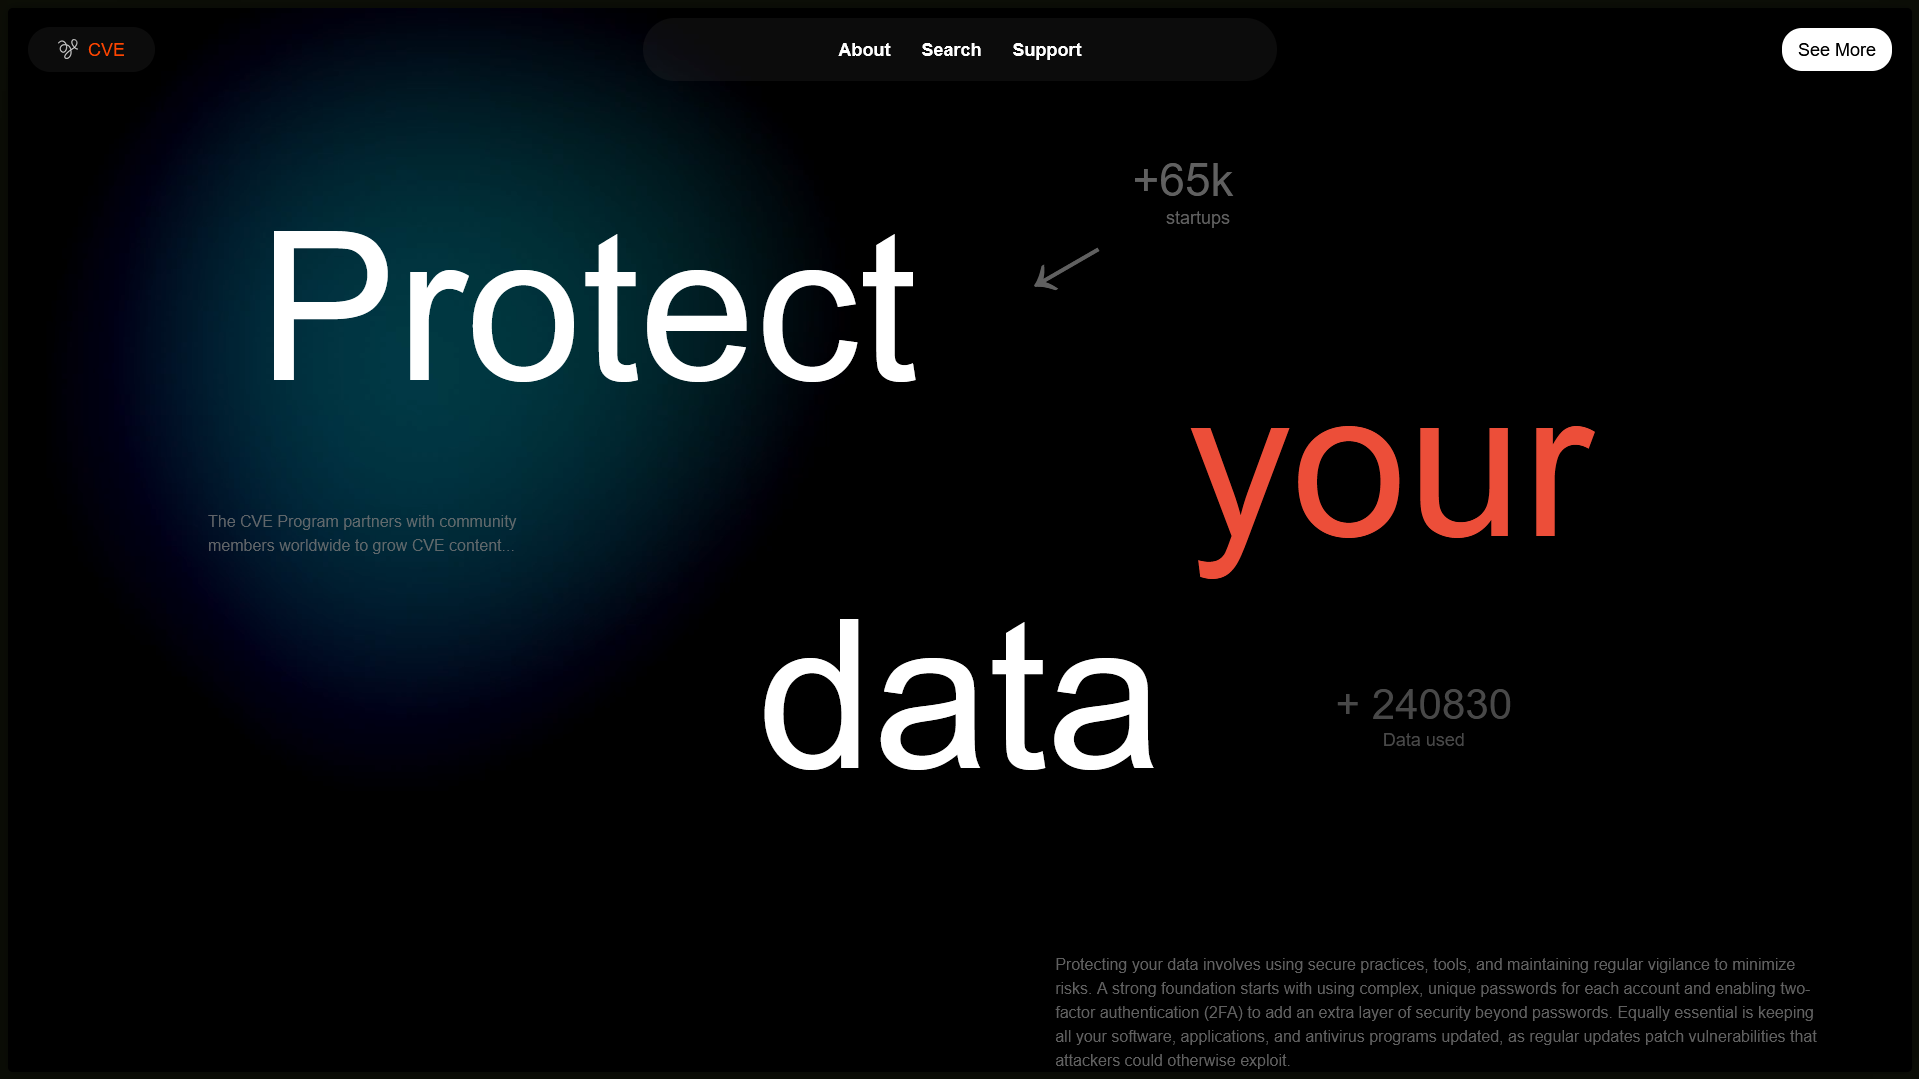 CVE
About Search Support
See More
+65k
startups
Protect
your
The CVE Program partners with community
members worldwide to grow CVE content...
data
+ 240830
Data used
Protecting your data involves using secure practices, tools, and maintaining regular vigilance to minimize
risks. A strong foundation starts with using complex, unique passwords for each account and enabling two-
factor authentication (2FA) to add an extra layer of security beyond passwords. Equally essential is keeping
all your software, applications, and antivirus programs updated, as regular updates patch vulnerabilities that
attackers could otherwise exploit.